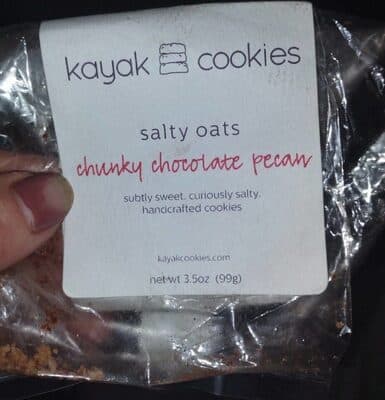 kayak cookies
salty oats
chunky chocolate pecan
subtly sweet. curiously salty.
handcrafted cookies
kayakcookies.com
net wt 3.5oz (99g)